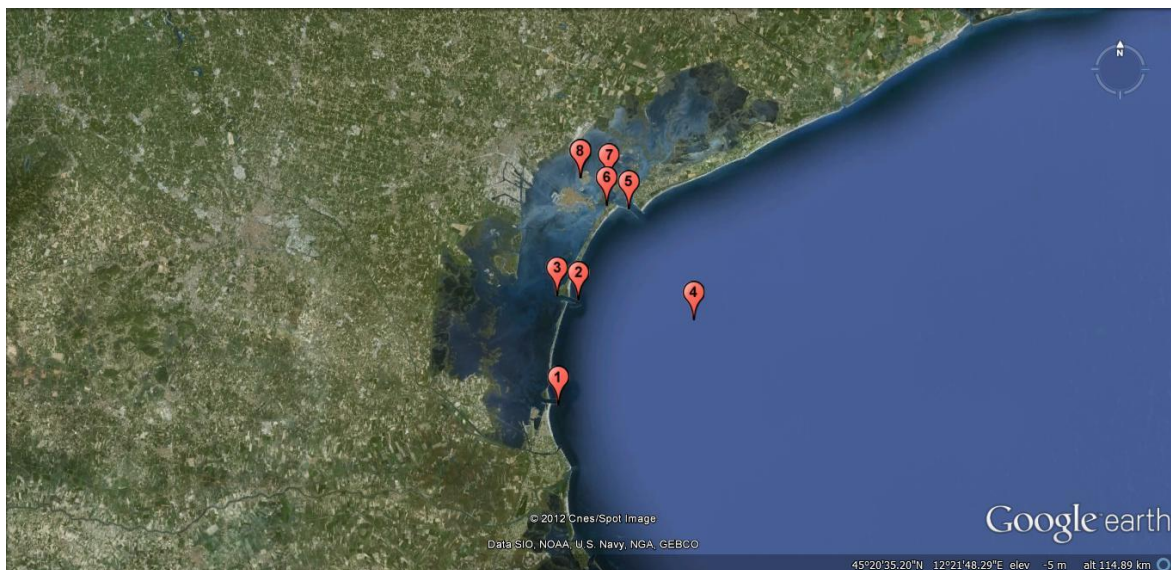 N
8
7
6
5
3
2
4
1
© 2012 Cnes/Spot Image
Data SIO, NOAA, U.S. Navy, NGA, GEBCO
Google earth
45°20'35.20"N 12°21'48.29"E elev -5 m alt 114.89 km